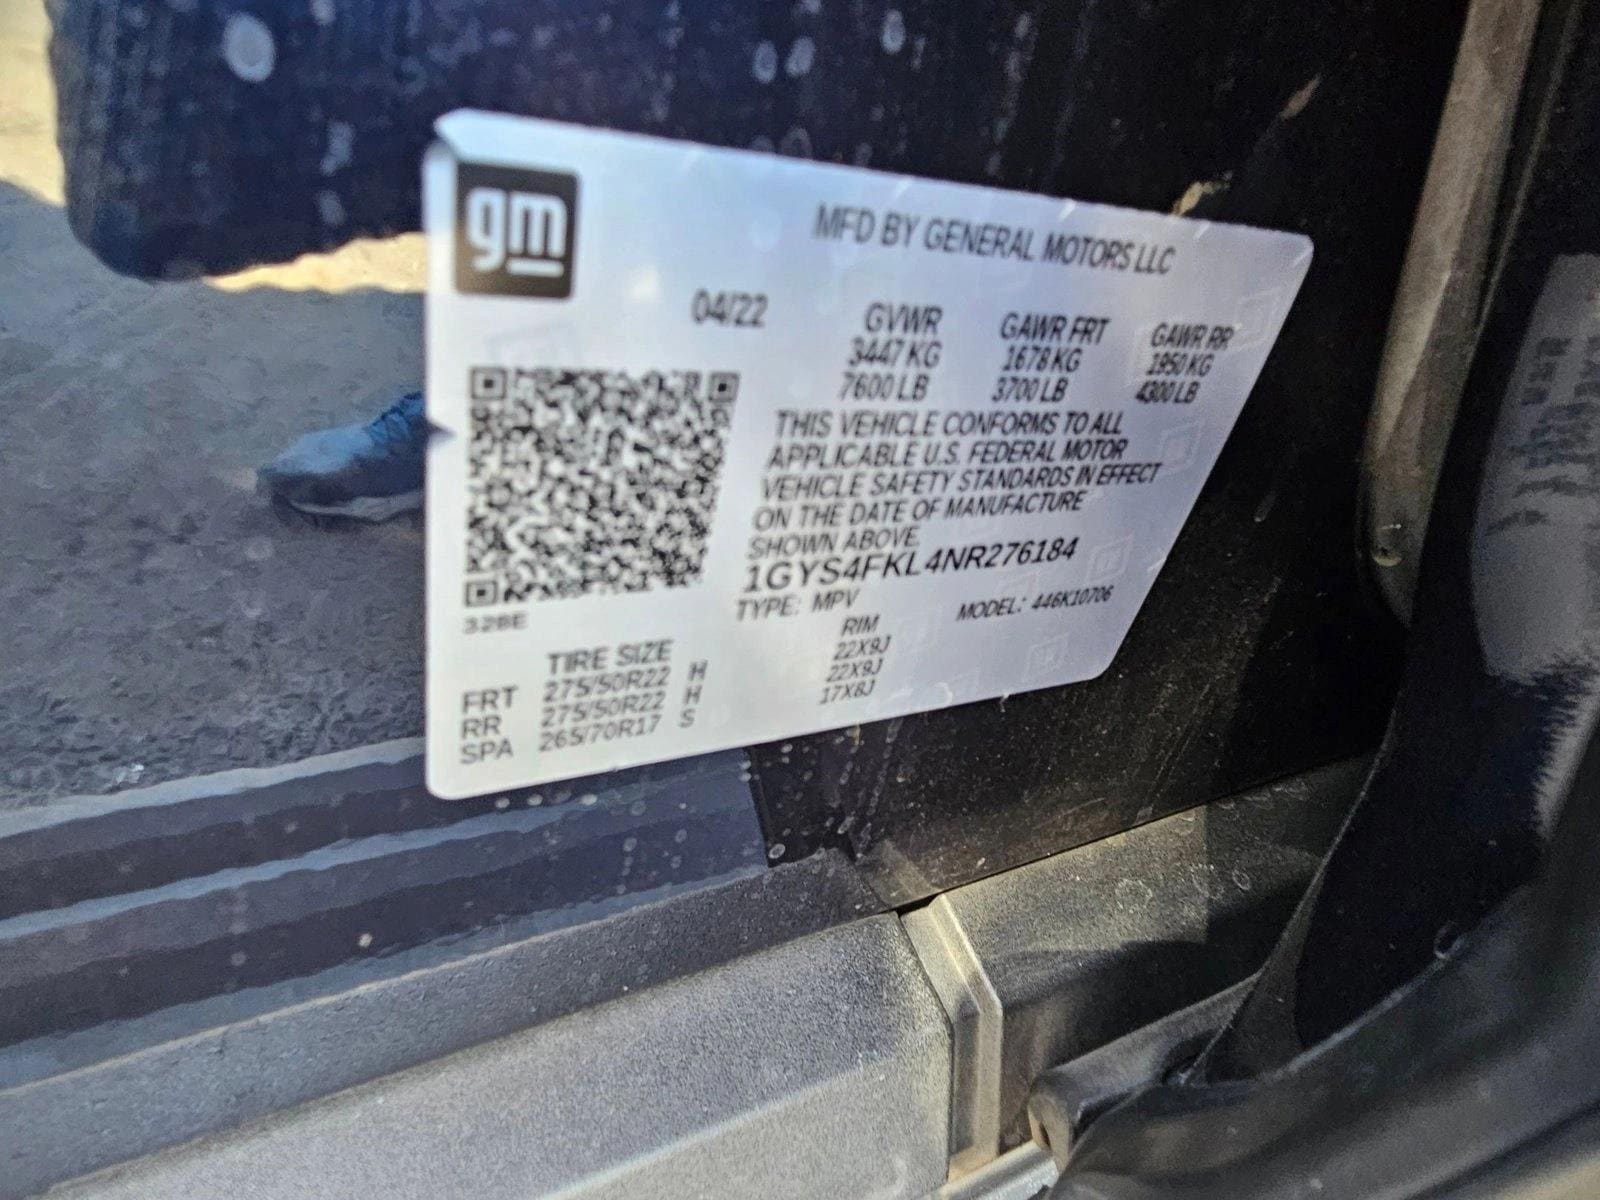 gm
MFD BY GENERAL MOTORS LLC
04/22 GVWR GAWR FRT GAWR RR
3447 KG 1678 KG 1950 KG
7600 LB 3700 LB 4300 LB
THIS VEHICLE CONFORMS TO ALL
APPLICABLE U.S. FEDERAL MOTOR
VEHICLE SAFETY STANDARDS IN EFFECT
ON THE DATE OF MANUFACTURE
SHOWN ABOVE.
1GYS4FKL4NR276184
TYPE: MPV MODEL: 446K10706
328E
TIRE SIZE RIM
FRT 275/50R22 H 22X9J
RR 275/50R22 H 22X9J
SPA 265/70R17 S 17X8J